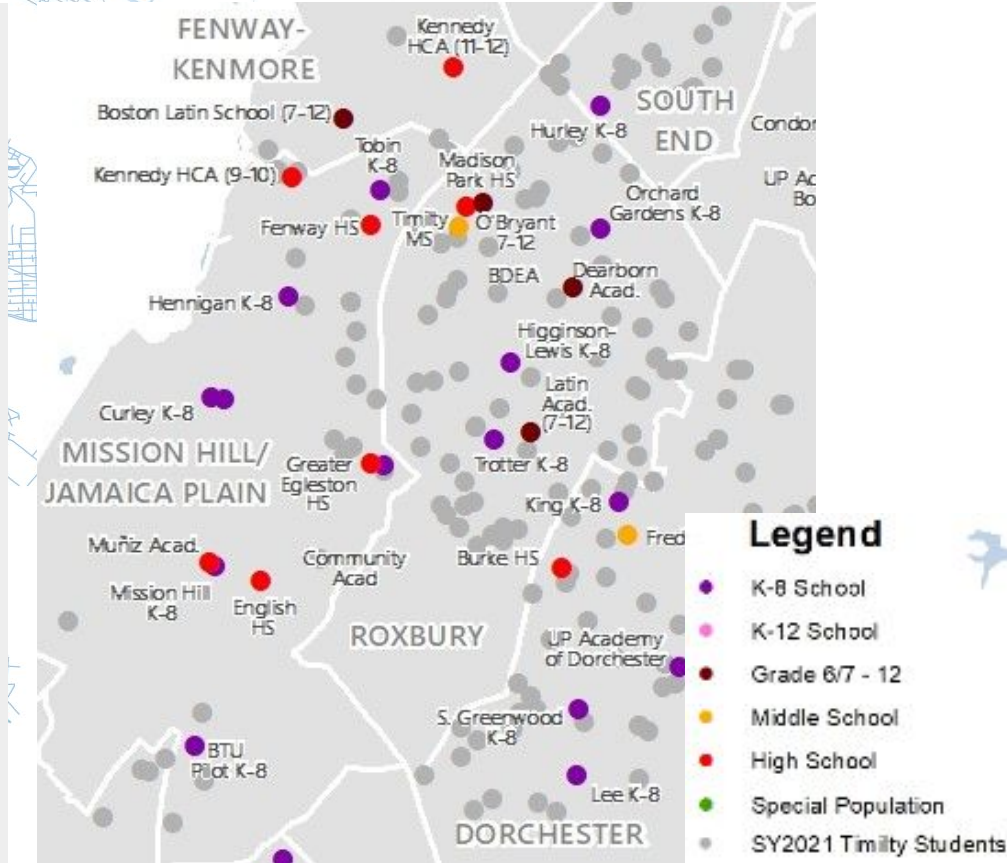 FENWAY-
KENMORE
Kennedy
HCA (11-12)
Boston Latin School (7-12)
SOUTH
END
Hurley K-8
Condor
Tobin
K-8
Madison
Park HS
Kennedy HCA (9-10)
UP Ac
Bo
Orchard
Gardens K-8
Fenway HS
Timilty
MS
O'Bryant
7-12
BDEA
Dearborn
Acad.
Hennigan K-8
Higginson-
Lewis K-8
Latin
Acad.
(7-12)
Curley K-8
MISSION HILL/
JAMAICA PLAIN
Greater
Egleston
HS
Trotter K-8
King K-8
Fred
Muñiz Acad.
Mission Hill
K-8
English
HS
Community
Acad
Burke HS
ROXBURY
UP Academy
of Dorchester
S. Greenwood
K-8
BTU
Pilot K-8
Lee K-8
DORCHESTER
Legend
K-8 School
K-12 School
Grade 6/7 - 12
Middle School
High School
Special Population
SY2021 Timilty Students